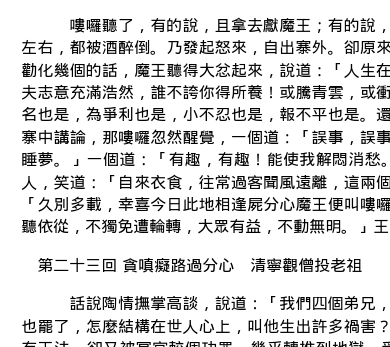 嘍囉聽了，有的說，且拿去獻魔王；有的說，
左右，都被酒醉倒。乃發起怒來，自出寨外。卻原來
勸化幾個的話，魔王聽得大忿起來，說道：「人生在
夫志意充滿浩然，誰不誇你得所養！或騰青雲，或衝
名也是，為爭利也是，小不忍也是，報不平也是。還
寨中講論，那嘍囉忽然醒覺，一個道：「誤事，誤事
睡夢。」一個道：「有趣，有趣！能使我解悶消愁。
人，笑道：「自來衣食，往常過客聞風遠離，這兩個
「久別多載，幸喜今日此地相逢屍分心魔王便叫嘍囉
聽依從，不獨免遭輪轉，大眾有益，不動無明。」王
第二十三回 貪嗔癡路過分心　清寧觀僧投老祖
話說陶情撫掌高談，說道：「我們四個弟兄，
也罷了，怎麼結構在世人心上，叫他生出許多禍害？